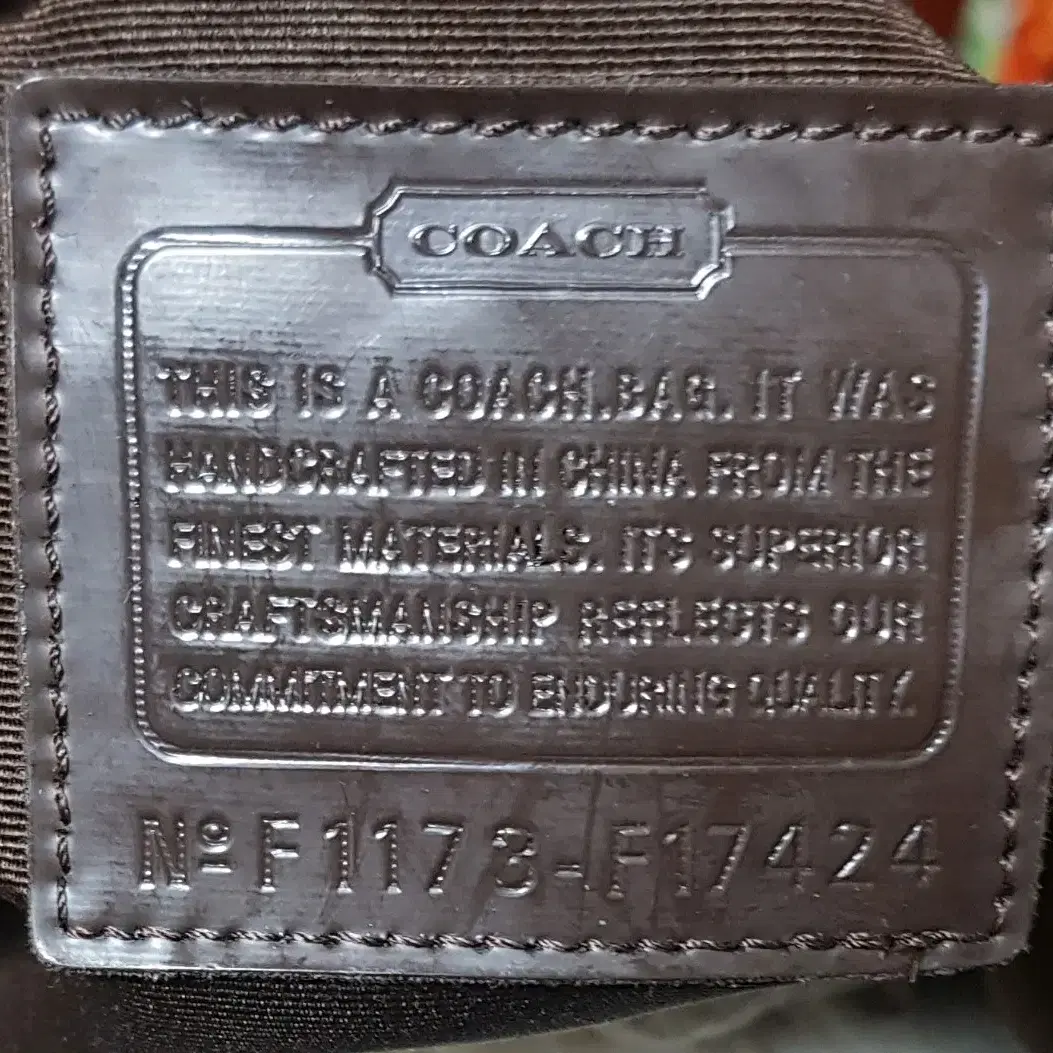 COACH
THIS IS A COACH BAG. IT WAS
HANDCRAFTED IN CHINA FROM THE
FINEST MATERIALS. ITS SUPERIOR
CRAFTSMANSHIP REFLECTS OUR
COMMITMENT TO ENDURING QUALITY.
Nº F1173-F17424